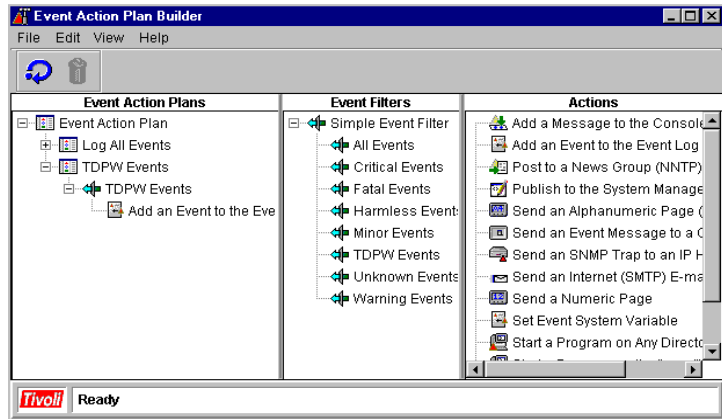 Event Action Plan Builder
File Edit View Help
Event Action Plans
Event Action Plan
Log All Events
TDPW Events
TDPW Events
Add an Event to the Eve
Event Filters
Simple Event Filter
All Events
Critical Events
Fatal Events
Harmless Event
Minor Events
TDPW Events
Unknown Events
Warning Events
Actions
Add a Message to the Console
Add an Event to the Event Log
Post to a News Group (NNTP)
Publish to the System Manage
Send an Alphanumeric Page (
Send an Event Message to a
Send an SNMP Trap to an IP H
Send an Internet (SMTP) E-ma
Send a Numeric Page
Set Event System Variable
Start a Program on Any Directo
Tivoli Ready